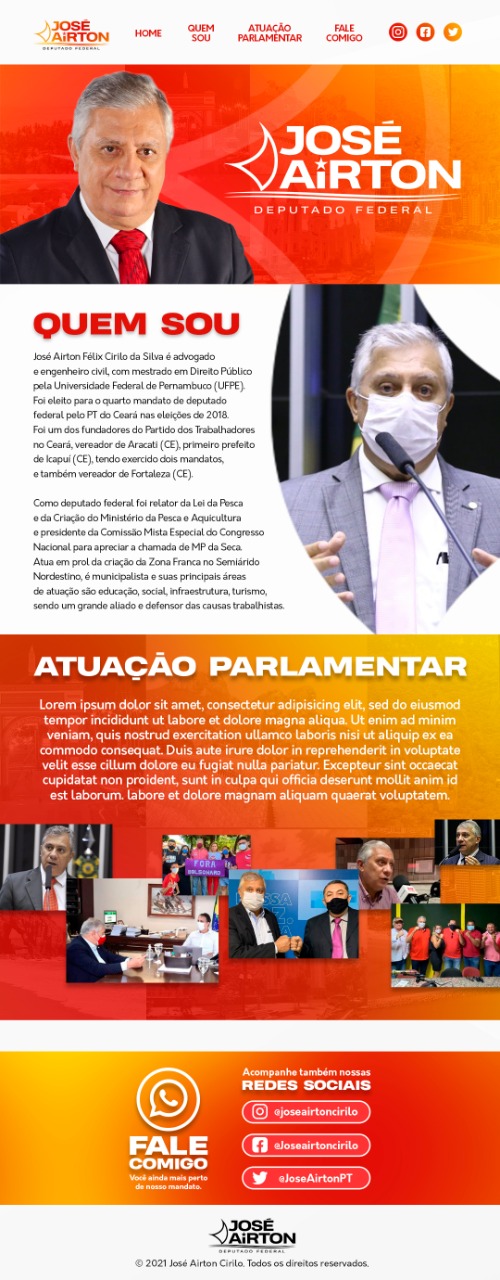 JOSÉ
AiRTON
DEPUTADO FEDERAL
HOME
QUEM
SOU
ATUAÇÃO
PARLAMENTAR
FALE
COMIGO
JOSÉ
AiRTON
DEPUTADO FEDERAL
QUEM SOU
José Airton Félix Cirilo da Silva é advogado
e engenheiro civil, com mestrado em Direito Público
pela Universidade Federal de Pernambuco (UFPE).
Foi eleito para o quarto mandato de deputado
federal pelo PT do Ceará nas eleições de 2018.
Foi um dos fundadores do Partido dos Trabalhadores
no Ceará, vereador de Aracati (CE), primeiro prefeito
de Icapuí (CE), tendo exercido dois mandatos,
e também vereador de Fortaleza (CE).
Como deputado federal foi relator da Lei da Pesca
e da Criação do Ministério da Pesca e Aquicultura
e presidente da Comissão Mista Especial do Congresso
Nacional para apreciar a chamada de MP da Seca.
Atua em prol da criação da Zona Franca no Semiárido
Nordestino, é municipalista e suas principais áreas
de atuação são educação, social, infraestrutura, turismo,
sendo um grande aliado e defensor das causas trabalhistas.
ATUAÇÃO PARLAMENTAR
Lorem ipsum dolor sit amet, consectetur adipisicing elit, sed do eiusmod
tempor incididunt ut labore et dolore magna aliqua. Ut enim ad minim
veniam, quis nostrud exercitation ullamco laboris nisi ut aliquip ex ea
commodo consequat. Duis aute irure dolor in reprehenderit in voluptate
velit esse cillum dolore eu fugiat nulla pariatur. Excepteur sint occaecat
cupidatat non proident, sunt in culpa qui officia deserunt mollit anim id
est laborum. labore et dolore magnam aliquam quaerat voluptatem.
FORA
BOLSONARO
FALE
COMIGO
Você ainda mais perto
de nosso mandato.
Acompanhe também nossas
REDES SOCIAIS
@joseairtoncirilo
@Joseairtoncirilo
@JoseAirtonPT
JOSÉ
AiRTON
DEPUTADO FEDERAL
© 2021 José Airton Cirilo. Todos os direitos reservados.